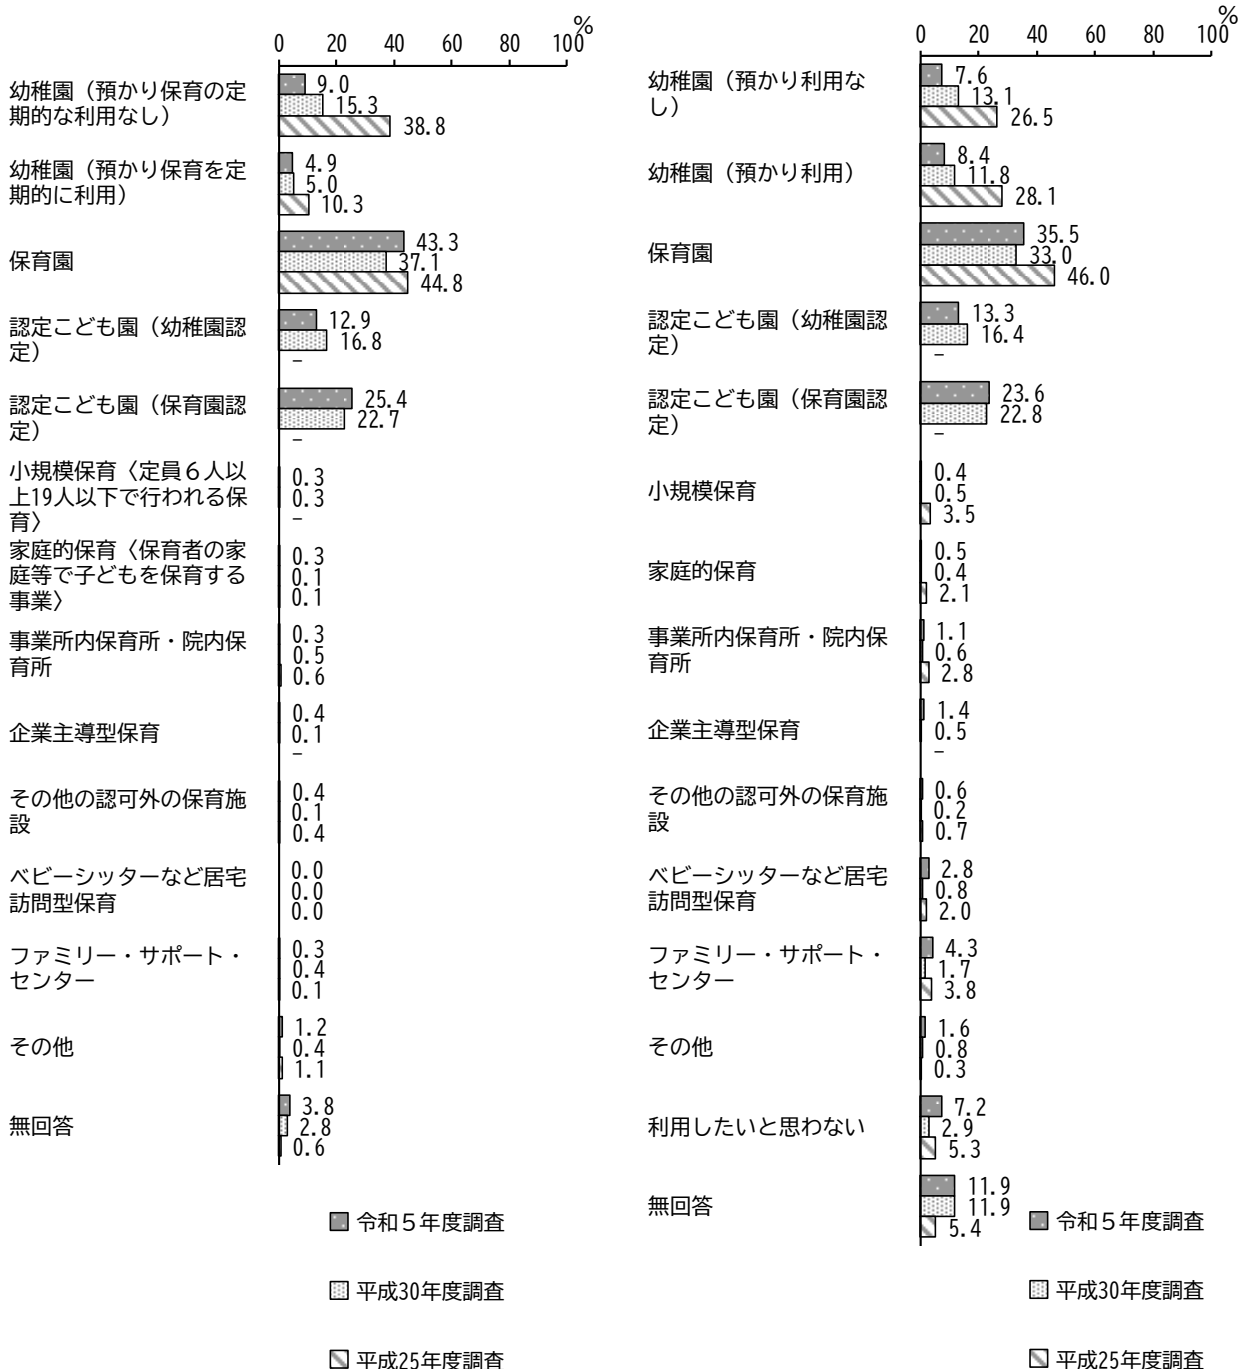 %
0 20 40 60 80 100
幼稚園（預かり保育の定
期的な利用なし）
9.0
15.3
38.8
幼稚園（預かり保育を定
期的に利用）
4.9
5.0
10.3
保育園
43.3
37.1
44.8
認定こども園（幼稚園認
定）
12.9
16.8
–
認定こども園（保育園認
定）
25.4
22.7
–
小規模保育〈定員６人以
上19人以下で行われる保
育〉
0.3
0.3
–
家庭的保育〈保育者の家
庭等で子どもを保育する
事業〉
0.3
0.1
0.1
事業所内保育所・院内保
育所
0.3
0.5
0.6
企業主導型保育
0.4
0.1
–
その他の認可外の保育施
設
0.4
0.1
0.4
ベビーシッターなど居宅
訪問型保育
0.0
0.0
0.0
ファミリー・サポート・
センター
0.3
0.4
0.1
その他
1.2
0.4
1.1
無回答
3.8
2.8
0.6
令和５年度調査
平成30年度調査
平成25年度調査
%
0 20 40 60 80 100
幼稚園（預かり利用な
し）
7.6
13.1
26.5
幼稚園（預かり利用）
8.4
11.8
28.1
保育園
35.5
33.0
46.0
認定こども園（幼稚園認
定）
13.3
16.4
–
認定こども園（保育園認
定）
23.6
22.8
–
小規模保育
0.4
0.5
3.5
家庭的保育
0.5
0.4
2.1
事業所内保育所・院内保
育所
1.1
0.6
2.8
企業主導型保育
1.4
0.5
–
その他の認可外の保育施
設
0.6
0.2
0.7
ベビーシッターなど居宅
訪問型保育
2.8
0.8
2.0
ファミリー・サポート・
センター
4.3
1.7
3.8
その他
1.6
0.8
0.3
利用したいと思わない
7.2
2.9
5.3
無回答
11.9
11.9
5.4
令和５年度調査
平成30年度調査
平成25年度調査